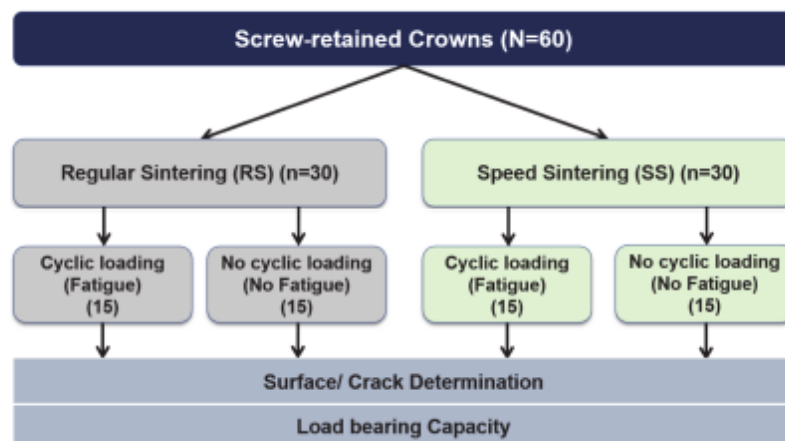 Screw-retained Crowns (N=60)
Regular Sintering (RS) (n=30)
Speed Sintering (SS) (n=30)
Cyclic loading
(Fatigue)
(15)
No cyclic loading
(No Fatigue)
(15)
Cyclic loading
(Fatigue)
(15)
No cyclic loading
(No Fatigue)
(15)
Surface/ Crack Determination
Load bearing Capacity